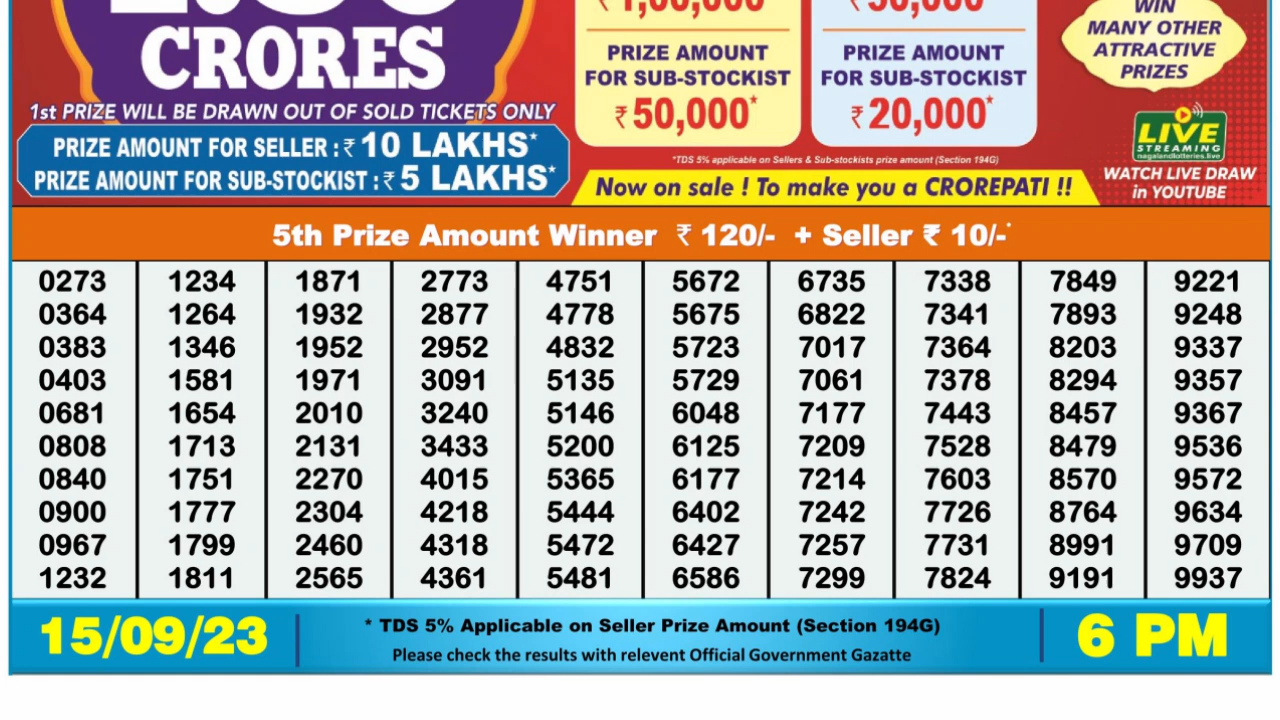 CRORES
1st PRIZE WILL BE DRAWN OUT OF SOLD TICKETS ONLY
PRIZE AMOUNT FOR SELLER : ₹ 10 LAKHS*
PRIZE AMOUNT FOR SUB-STOCKIST : ₹ 5 LAKHS*
PRIZE AMOUNT
FOR SUB-STOCKIST
₹ 50,000*
PRIZE AMOUNT
FOR SUB-STOCKIST
₹ 20,000*
*TDS 5% applicable on Sellers & Sub-stockists prize amount (Section 194G)
Now on sale ! To make you a CROREPATI !!
WIN
MANY OTHER
ATTRACTIVE
PRIZES
LIVE
STREAMING
nagalandlotteries.live
WATCH LIVE DRAW
in YOUTUBE
5th Prize Amount Winner ₹ 120/- + Seller ₹ 10/-*
0273 1234 1871 2773 4751 5672 6735 7338 7849 9221
0364 1264 1932 2877 4778 5675 6822 7341 7893 9248
0383 1346 1952 2952 4832 5723 7017 7364 8203 9337
0403 1581 1971 3091 5135 5729 7061 7378 8294 9357
0681 1654 2010 3240 5146 6048 7177 7443 8457 9367
0808 1713 2131 3433 5200 6125 7209 7528 8479 9536
0840 1751 2270 4015 5365 6177 7214 7603 8570 9572
0900 1777 2304 4218 5444 6402 7242 7726 8764 9634
0967 1799 2460 4318 5472 6427 7257 7731 8991 9709
1232 1811 2565 4361 5481 6586 7299 7824 9191 9937
15/09/23
* TDS 5% Applicable on Seller Prize Amount (Section 194G)
Please check the results with relevent Official Government Gazatte
6 PM